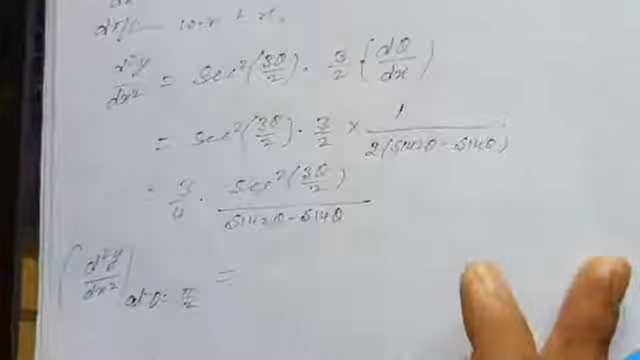 d²y/dx² = sec²(3θ/2) · 3/2 {dθ/dx}
= sec²(3θ/2) · 3/2 × 1/2(sin2θ - sinθ)
= 3/4 · sec²(3θ/2)/sin2θ - sinθ
[d²y/dx²] at θ = π/2 =